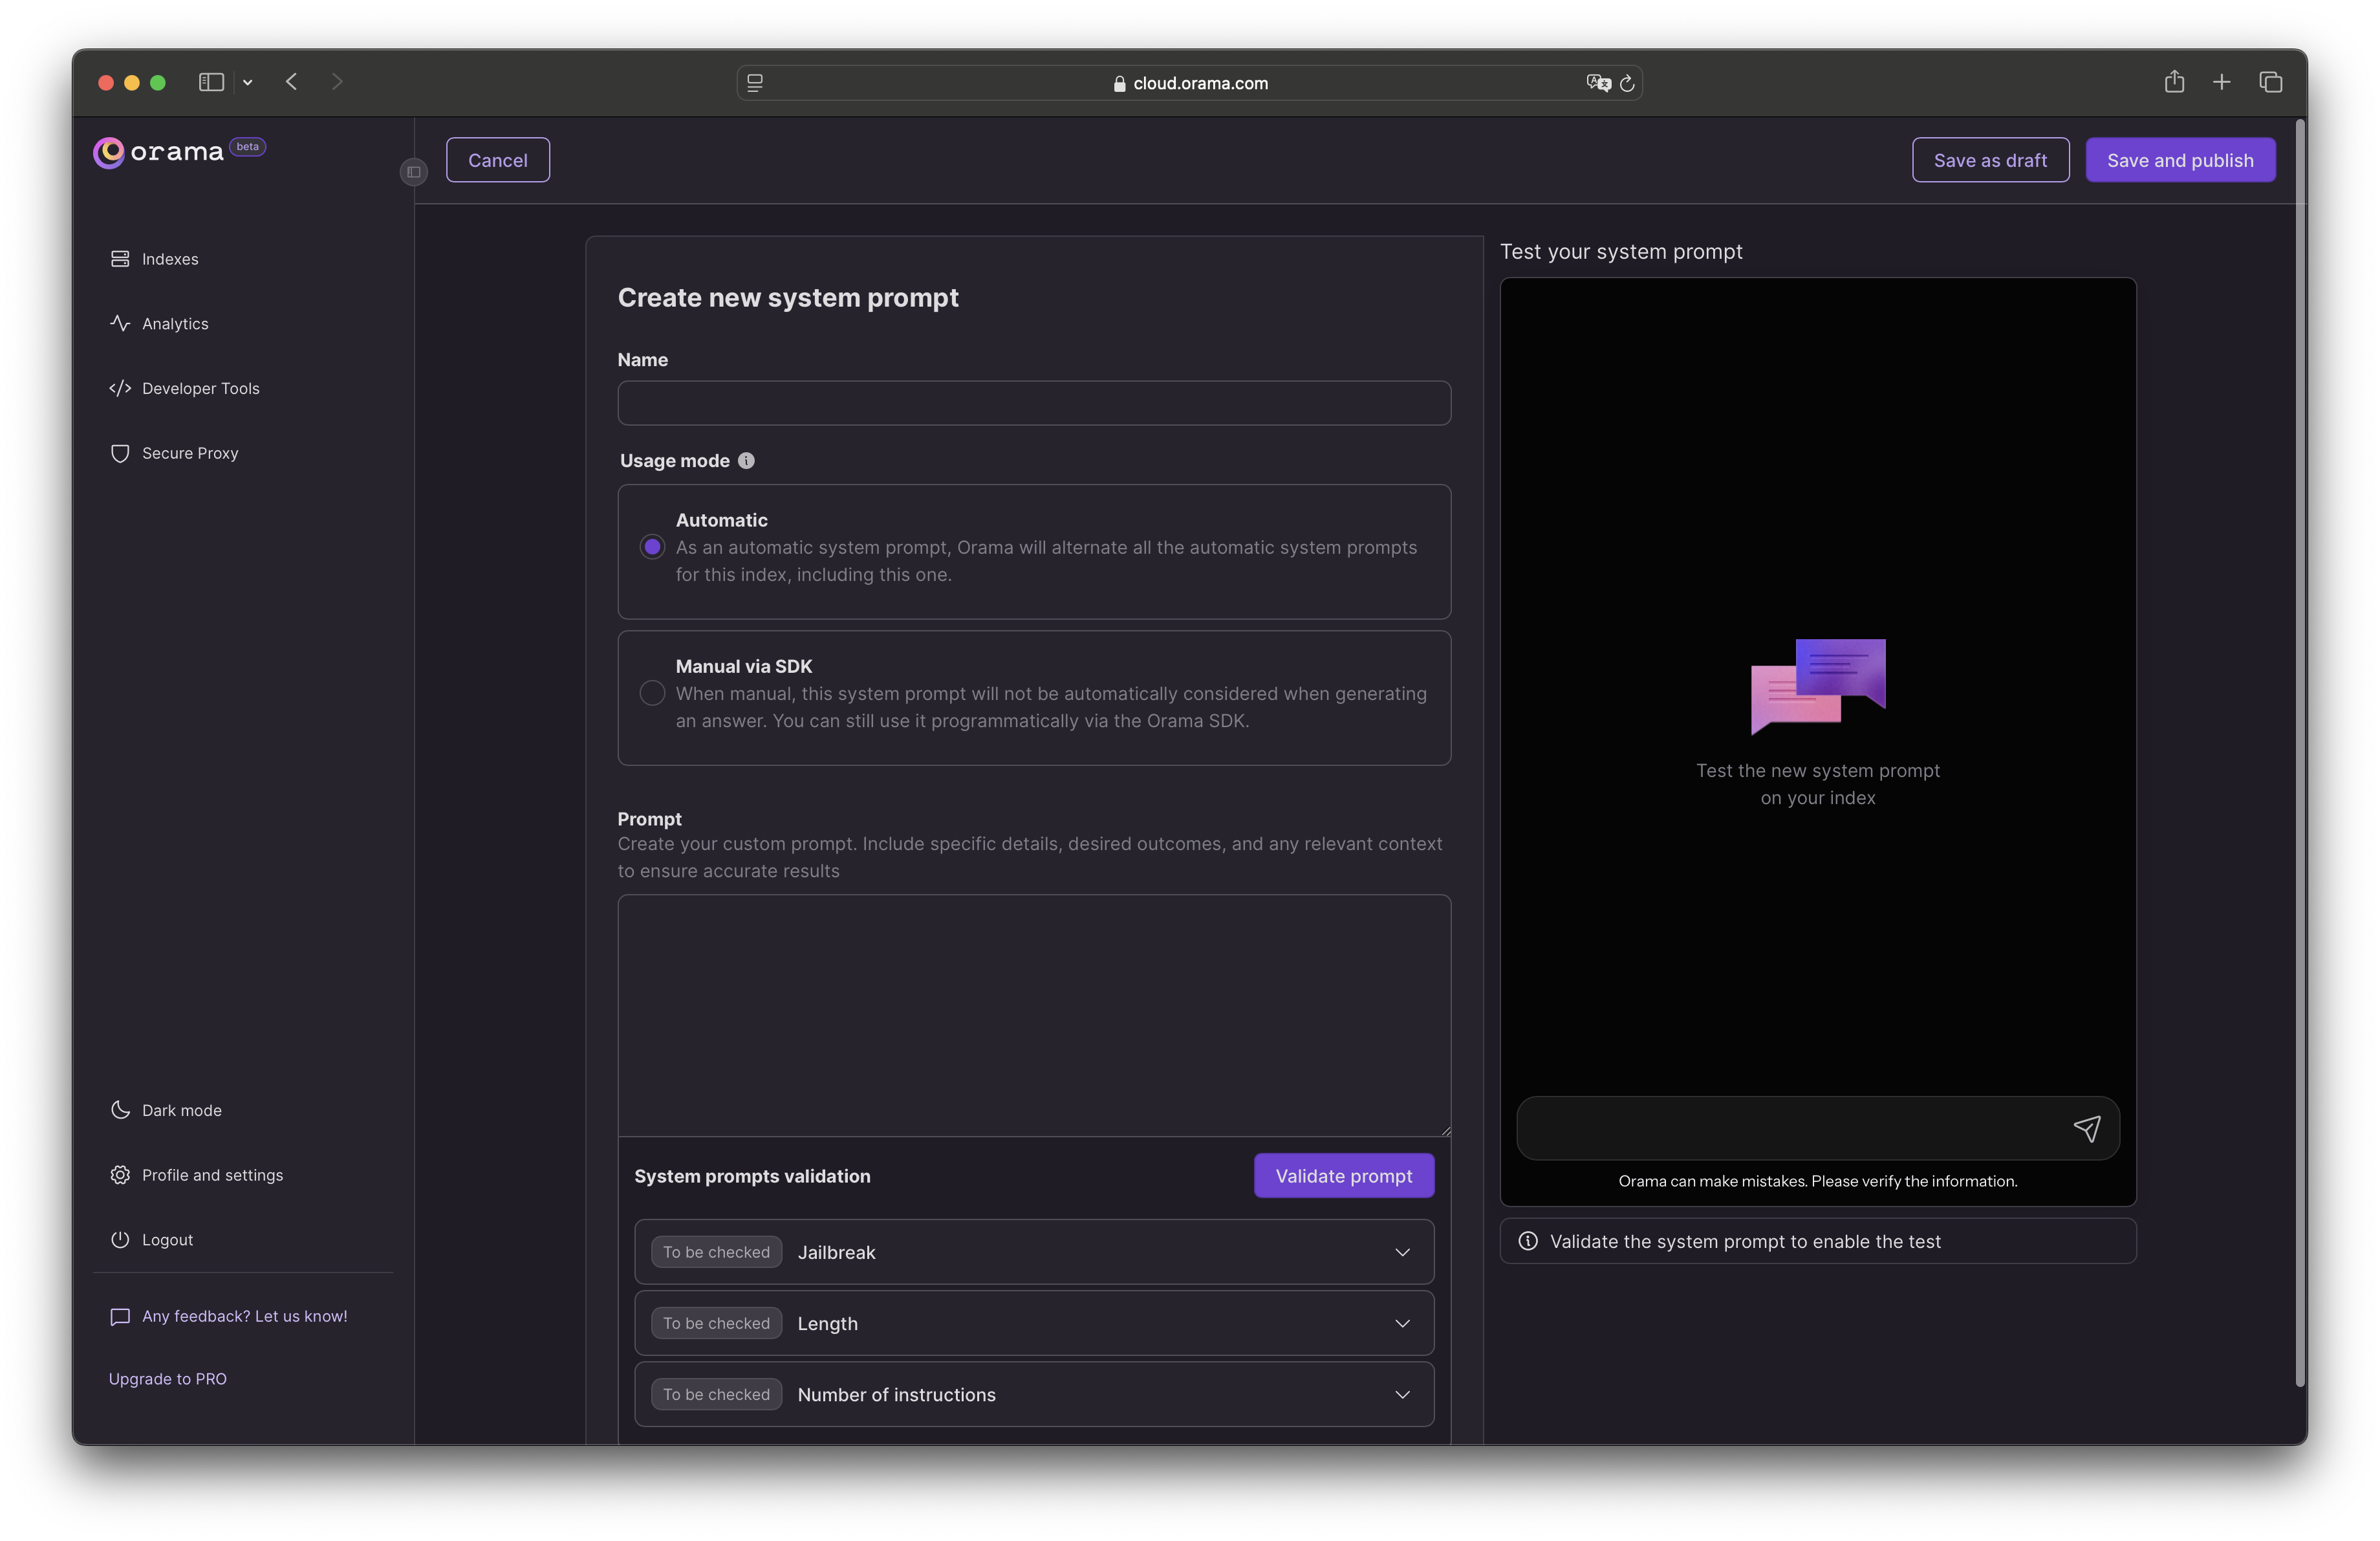 cloud.orama.com
orama beta
Cancel
Save as draft
Save and publish
Indexes
Analytics
Developer Tools
Secure Proxy
Dark mode
Profile and settings
Logout
Any feedback? Let us know!
Upgrade to PRO
Create new system prompt
Name
Usage mode
Automatic
As an automatic system prompt, Orama will alternate all the automatic system prompts
for this index, including this one.
Manual via SDK
When manual, this system prompt will not be automatically considered when generating
an answer. You can still use it programmatically via the Orama SDK.
Prompt
Create your custom prompt. Include specific details, desired outcomes, and any relevant context
to ensure accurate results
System prompts validation
Validate prompt
To be checked Jailbreak
To be checked Length
To be checked Number of instructions
Test your system prompt
Test the new system prompt
on your index
Orama can make mistakes. Please verify the information.
Validate the system prompt to enable the test